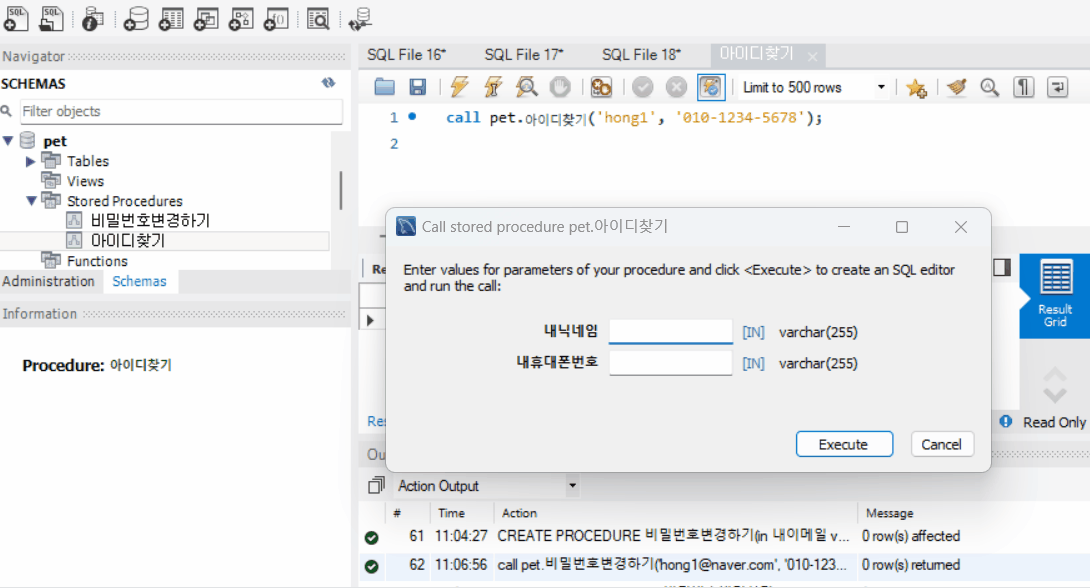 SQL
SQL
Navigator
SCHEMAS
Filter objects
pet
Tables
Views
Stored Procedures
비밀번호변경하기
아이디찾기
Functions
Administration Schemas
Information
Procedure: 아이디찾기
SQL File 16* SQL File 17* SQL File 18* 아이디찾기
Limit to 500 rows
1 call pet.아이디찾기('hong1', '010-1234-5678');
2
Call stored procedure pet.아이디찾기
Enter values for parameters of your procedure and click <Execute> to create an SQL editor
and run the call:
내닉네임 [IN] varchar(255)
내휴대폰번호 [IN] varchar(255)
Execute Cancel
Re
Result
Grid
Res
Read Only
Ou
Action Output
# Time Action Message
61 11:04:27 CREATE PROCEDURE 비밀번호변경하기(in 내이메일 v... 0 row(s) affected
62 11:06:56 call pet.비밀번호변경하기('hong1@naver.com', '010-123... 0 row(s) returned